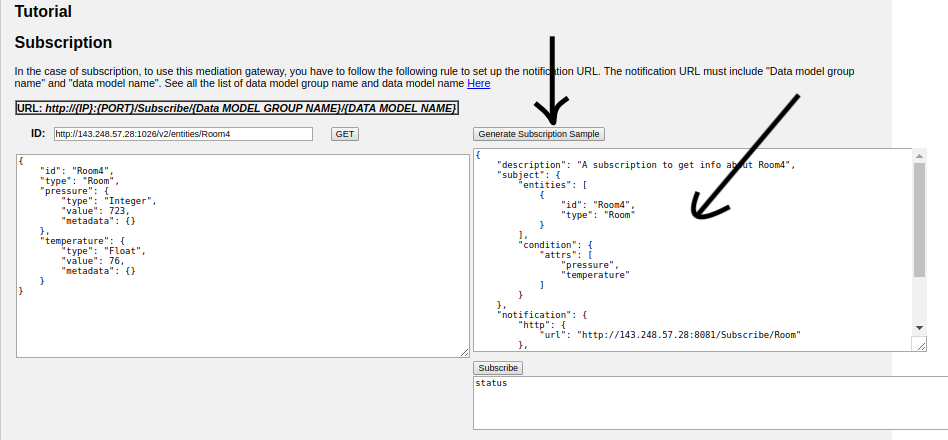 Tutorial
Subscription
In the case of subscription, to use this mediation gateway, you have to follow the following rule to set up the notification URL. The notification URL must include "Data model group
name" and "data model name". See all the list of data model group name and data model name Here
URL: http://{IP}:{PORT}/Subscribe/{Data MODEL GROUP NAME}/{DATA MODEL NAME}
ID: http://143.248.57.28:1026/v2/entities/Room4 GET
{
    "id": "Room4",
    "type": "Room",
    "pressure": {
        "type": "Integer",
        "value": 723,
        "metadata": {}
    },
    "temperature": {
        "type": "Float",
        "value": 76,
        "metadata": {}
    }
}
Generate Subscription Sample
{
    "description": "A subscription to get info about Room4",
    "subject": {
        "entities": [
            {
                "id": "Room4",
                "type": "Room"
            }
        ],
        "condition": {
            "attrs": [
                "pressure",
                "temperature"
            ]
        }
    },
    "notification": {
        "http": {
            "url": "http://143.248.57.28:8081/Subscribe/Room"
        },
Subscribe
status